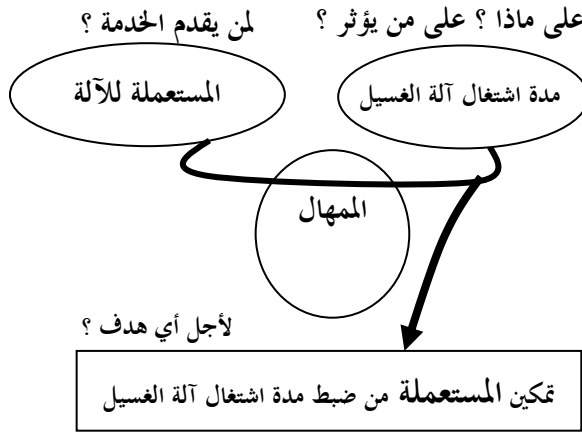 على ماذا ؟ على من يؤثر ؟
لمن يقدم الخدمة ؟
مدة اشتغال آلة الغسيل
المستعملة للآلة
الممهال
لأجل أي هدف ؟
تمكين المستعملة من ضبط مدة اشتغال آلة الغسيل